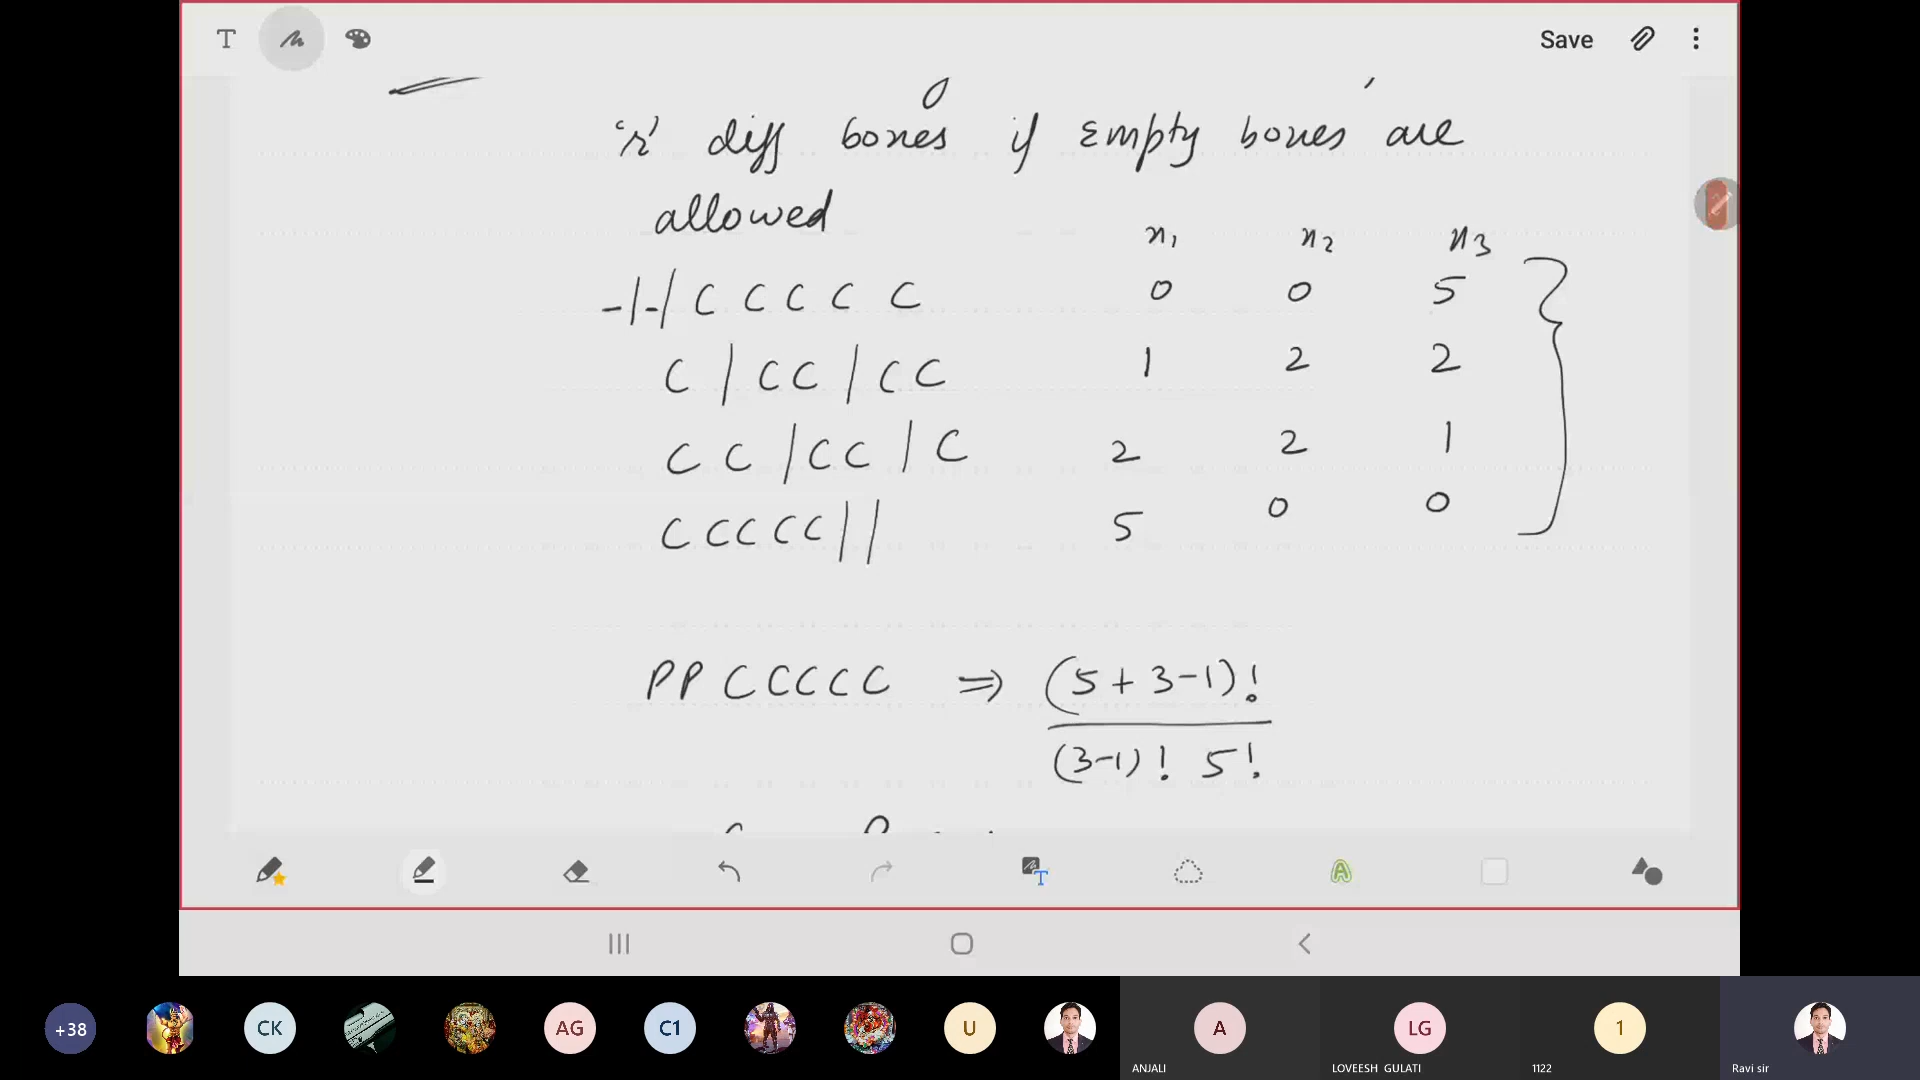 T Save
'r' diff boxes if empty boxes are
allowed
x1 x2 x3
-|-| C C C C C 0 0 5
C | C C | C C 1 2 2
C C | C C | C 2 2 1
C C C C C | | 5 0 0
P P C C C C C ⇒ (5+3-1)!
(3-1)! 5!
T A
+38 CK AG C1 U A LG 1
ANJALI LOVEESH GULATI 1122 Ravi sir